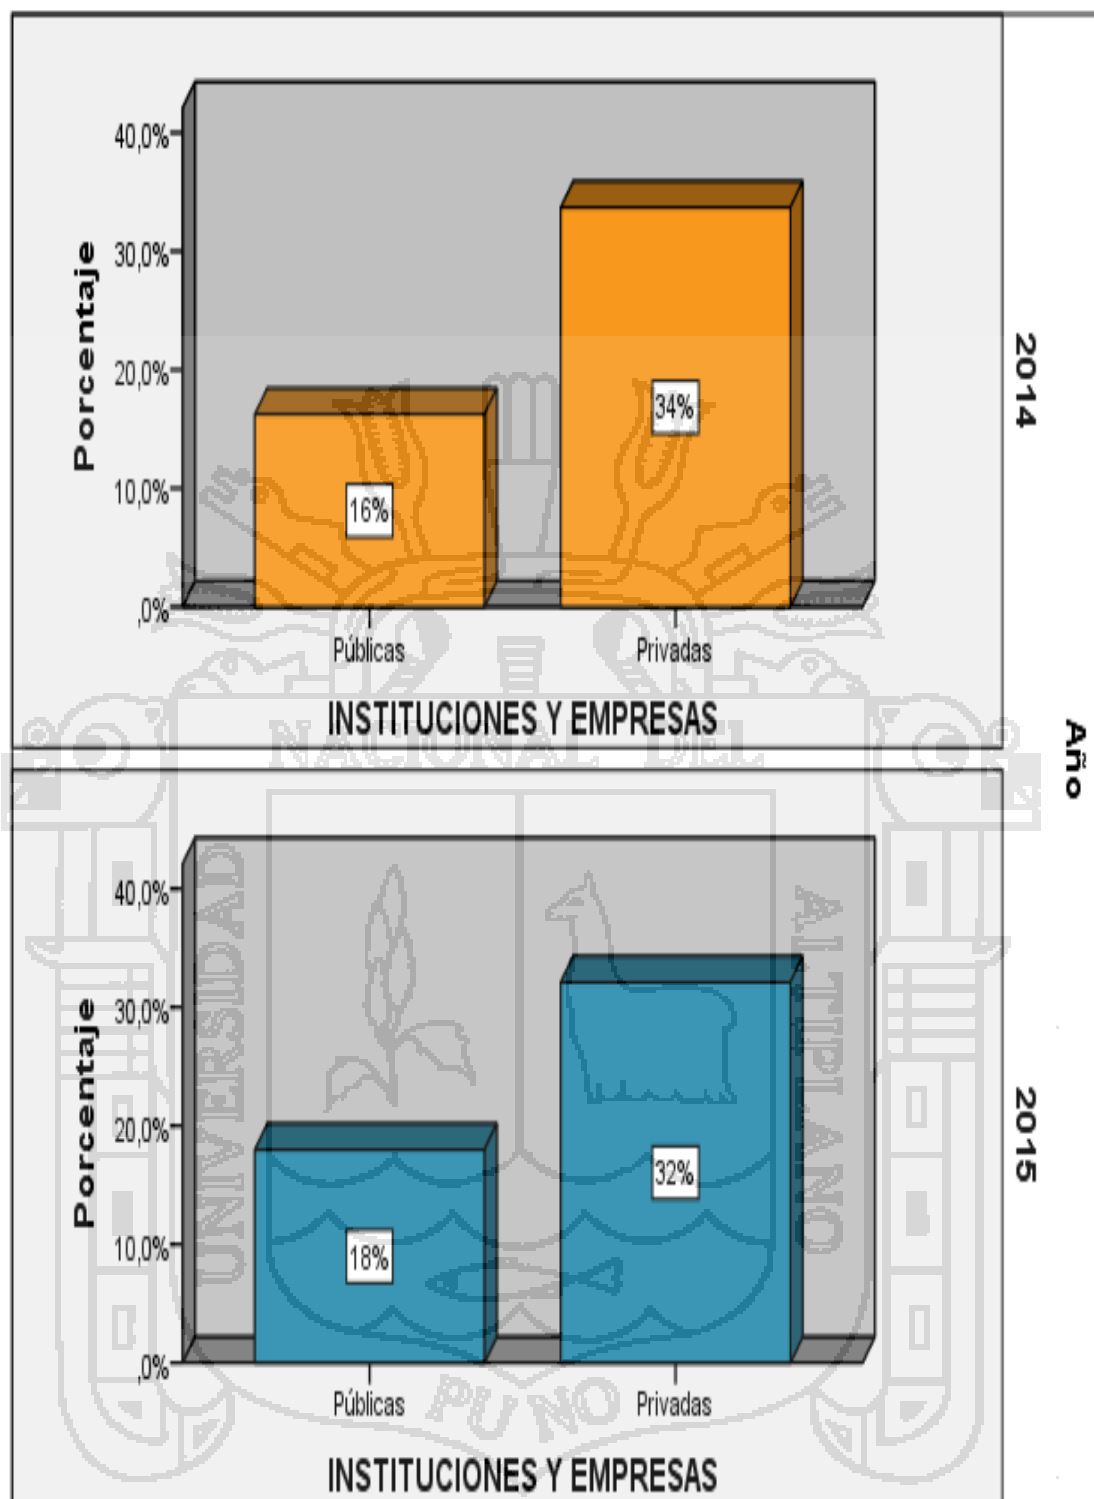 2014
Porcentaje
40,0%
30,0%
20,0%
10,0%
,0%
16%
34%
Públicas
Privadas
INSTITUCIONES Y EMPRESAS
Año
2015
Porcentaje
40,0%
30,0%
20,0%
10,0%
,0%
18%
32%
Públicas
Privadas
INSTITUCIONES Y EMPRESAS
UNIVERSIDAD
NACIONAL DEL
ALTIPLANO
PUNO